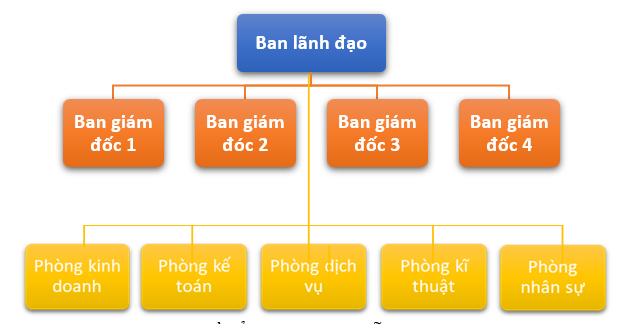 Ban lãnh đạo
Ban giám
đốc 1
Ban giám
đóc 2
Ban giám
đốc 3
Ban giám
đốc 4
Phòng kinh
doanh
Phòng kế
toán
Phòng dịch
vụ
Phòng kĩ
thuật
Phòng
nhân sự